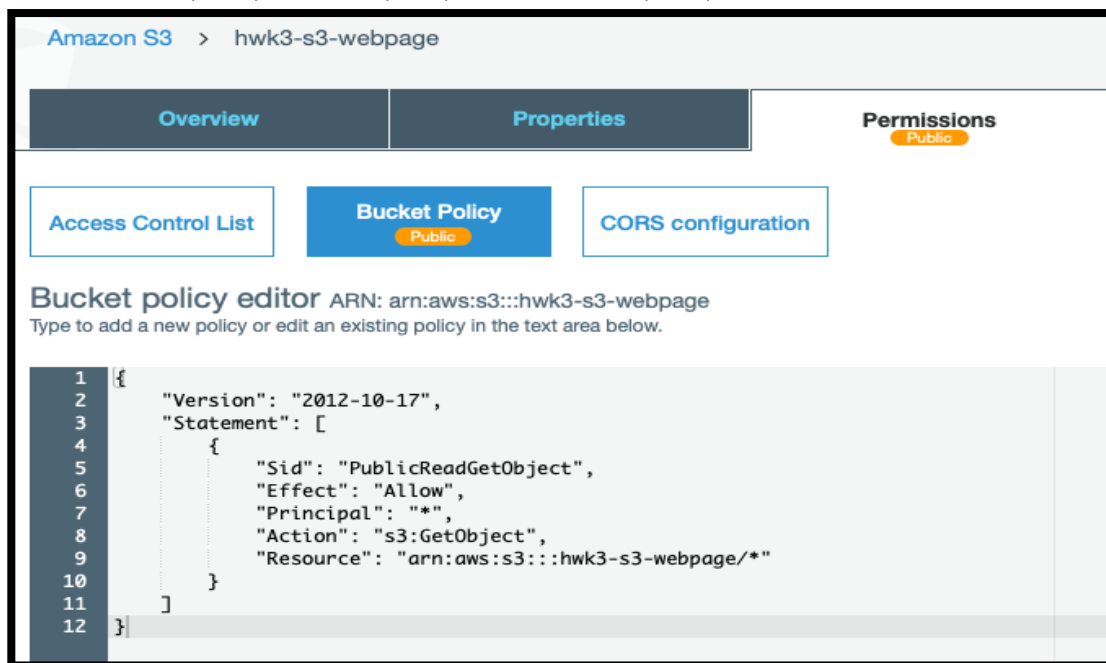 Amazon S3 > hwk3-s3-webpage
Overview Properties Permissions
Public
Access Control List Bucket Policy CORS configuration
Public
Bucket policy editor ARN: arn:aws:s3:::hwk3-s3-webpage
Type to add a new policy or edit an existing policy in the text area below.
1 {
2 "Version": "2012-10-17",
3 "Statement": [
4 {
5 "Sid": "PublicReadGetObject",
6 "Effect": "Allow",
7 "Principal": "*",
8 "Action": "s3:GetObject",
9 "Resource": "arn:aws:s3:::hwk3-s3-webpage/*"
10 }
11 ]
12 }